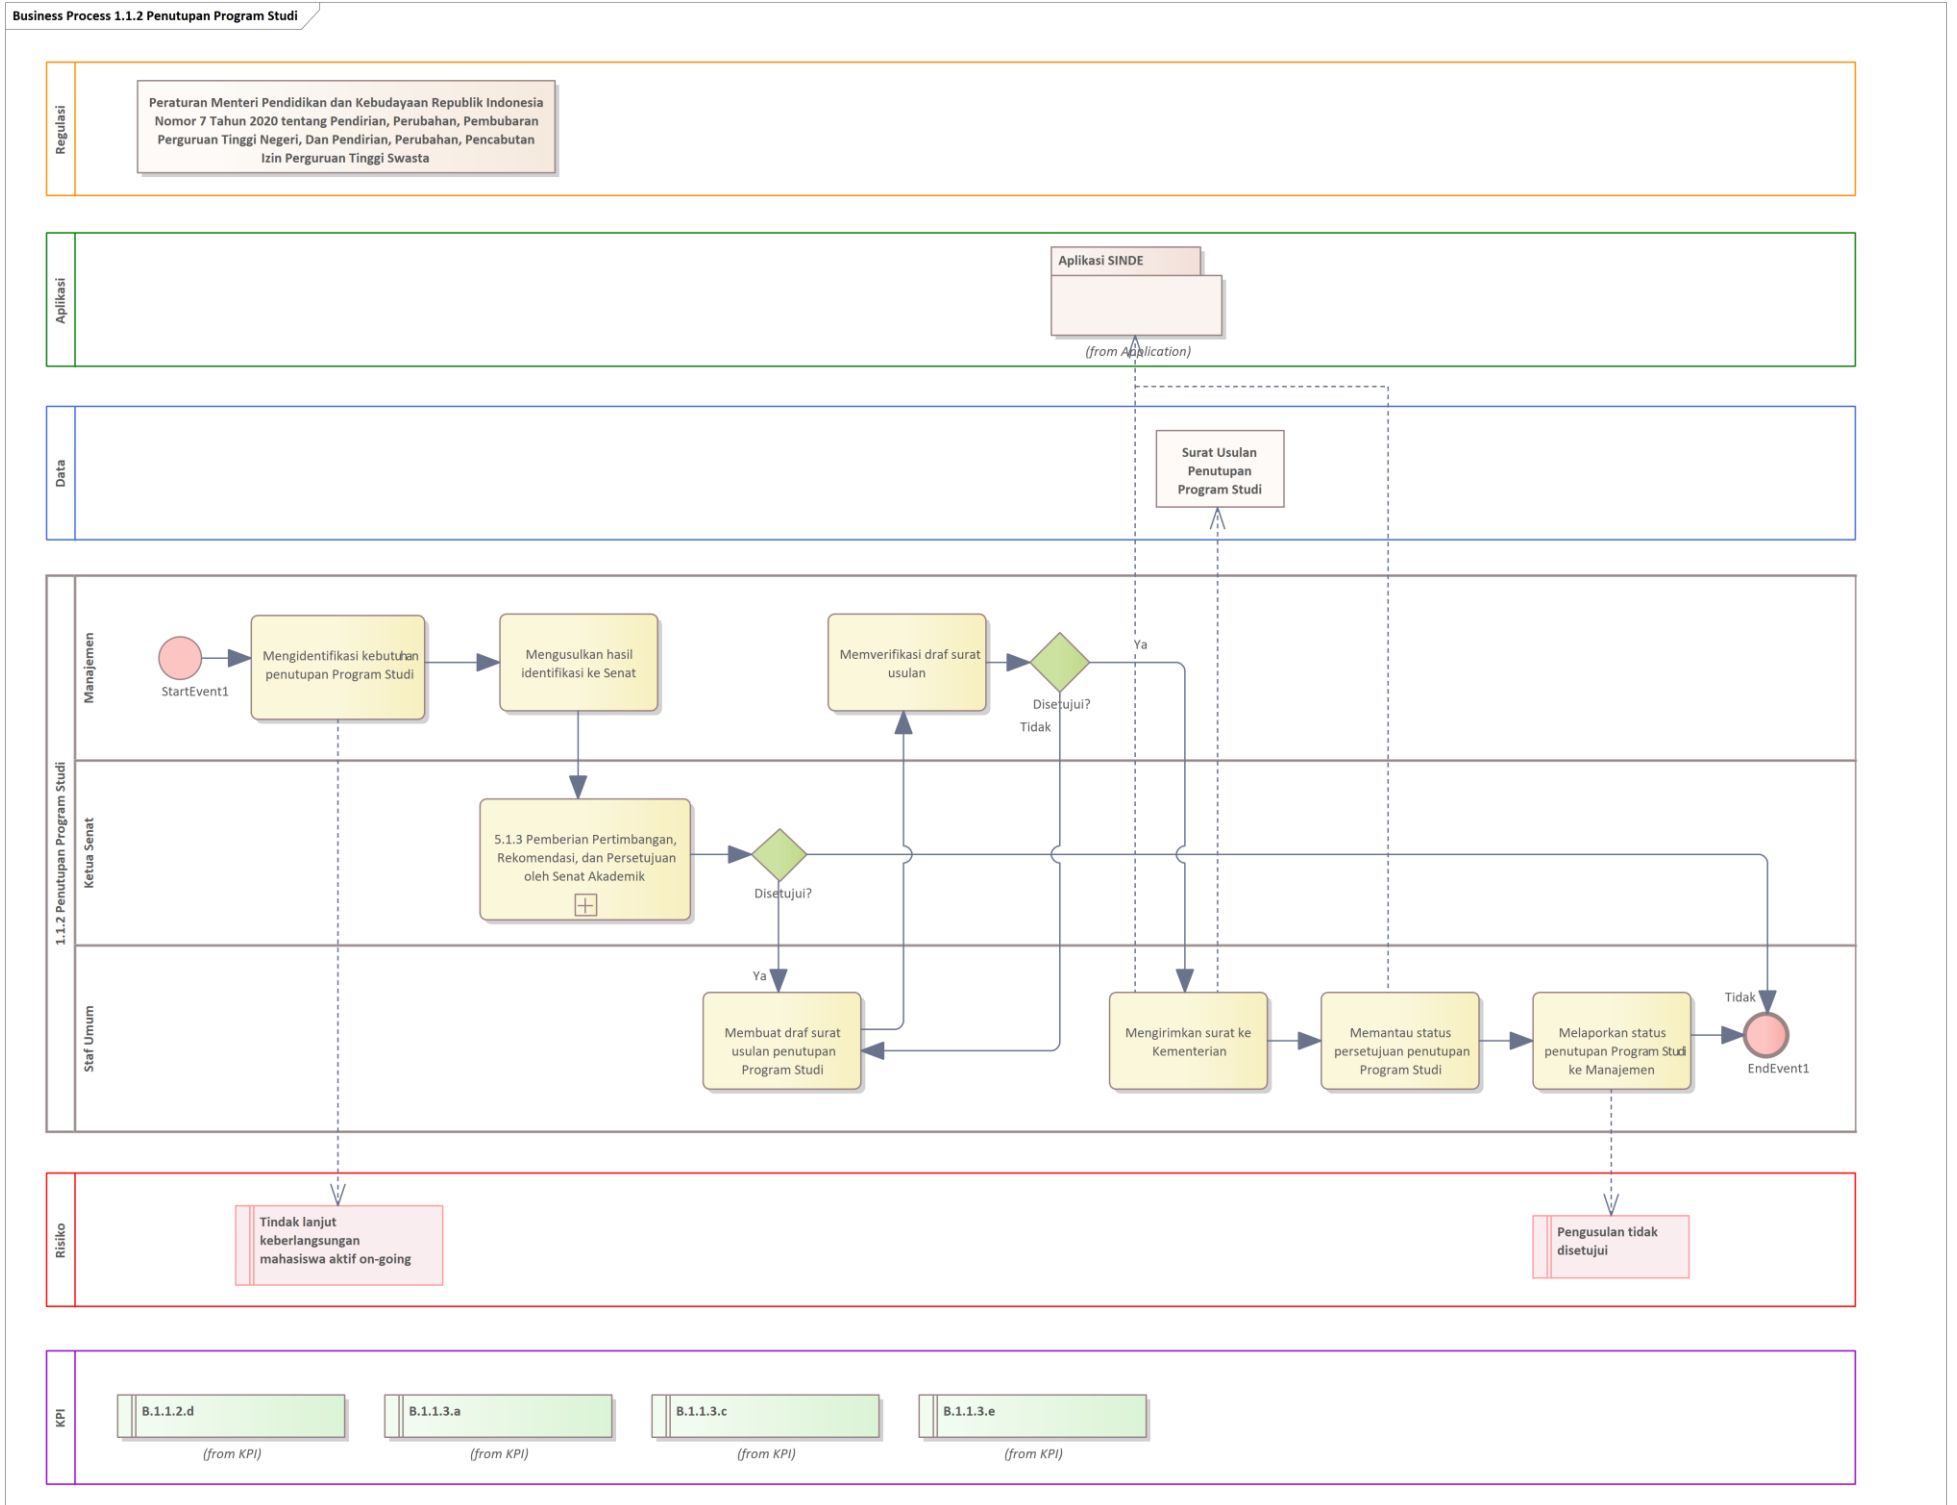 Business Process 1.1.2 Penutupan Program Studi
Regulasi
Peraturan Menteri Pendidikan dan Kebudayaan Republik Indonesia
Nomor 7 Tahun 2020 tentang Pendirian, Perubahan, Pembubaran
Perguruan Tinggi Negeri, Dan Pendirian, Perubahan, Pencabutan
Izin Perguruan Tinggi Swasta
Aplikasi
Aplikasi SINDE
(from Application)
Data
Surat Usulan
Penutupan
Program Studi
1.1.2 Penutupan Program Studi
Manajemen
StartEvent1
Mengidentifikasi kebutuhan
penutupan Program Studi
Mengusulkan hasil
identifikasi ke Senat
Memverifikasi draf surat
usulan
Disetujui?
Ya
Tidak
Ketua Senat
5.1.3 Pemberian Pertimbangan,
Rekomendasi, dan Persetujuan
oleh Senat Akademik
Disetujui?
Staf Umum
Ya
Membuat draf surat
usulan penutupan
Program Studi
Mengirimkan surat ke
Kementerian
Memantau status
persetujuan penutupan
Program Studi
Melaporkan status
penutupan Program Studi
ke Manajemen
Tidak
EndEvent1
Risiko
Tindak lanjut
keberlangsungan
mahasiswa aktif on-going
Pengusulan tidak
disetujui
KPI
B.1.1.2.d
(from KPI)
B.1.1.3.a
(from KPI)
B.1.1.3.c
(from KPI)
B.1.1.3.e
(from KPI)